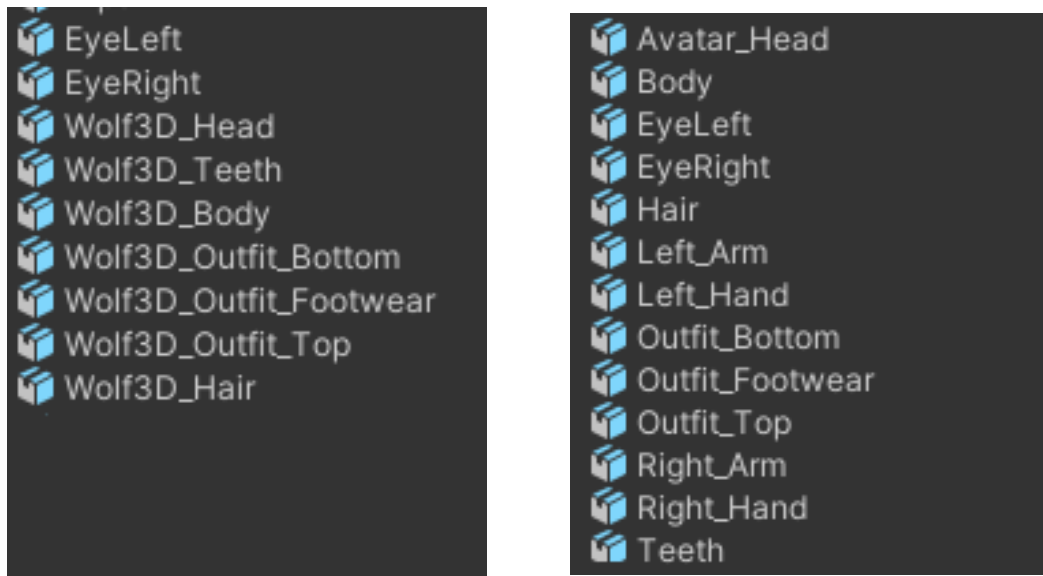 EyeLeft
EyeRight
Wolf3D_Head
Wolf3D_Teeth
Wolf3D_Body
Wolf3D_Outfit_Bottom
Wolf3D_Outfit_Footwear
Wolf3D_Outfit_Top
Wolf3D_Hair
Avatar_Head
Body
EyeLeft
EyeRight
Hair
Left_Arm
Left_Hand
Outfit_Bottom
Outfit_Footwear
Outfit_Top
Right_Arm
Right_Hand
Teeth